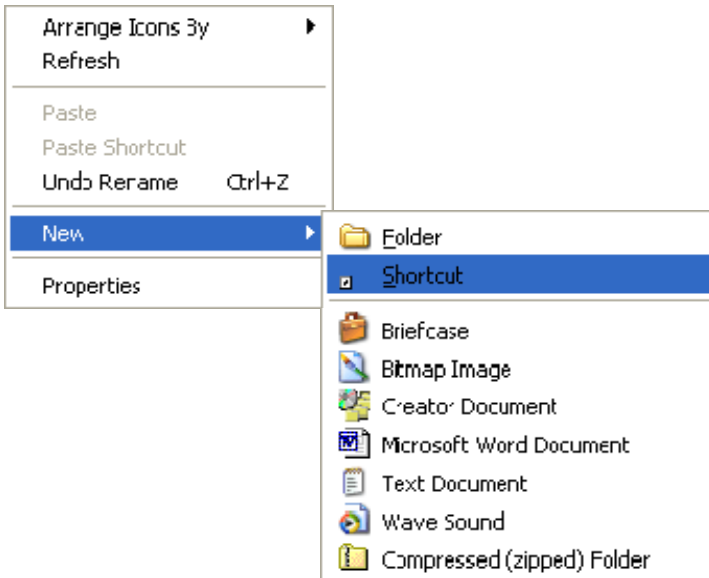 Arrange Icons By
Refresh
Paste
Paste Shortcut
Undo Rename Ctrl+Z
New
Properties
Folder
Shortcut
Briefcase
Bitmap Image
Creator Document
Microsoft Word Document
Text Document
Wave Sound
Compressed (zipped) Folder